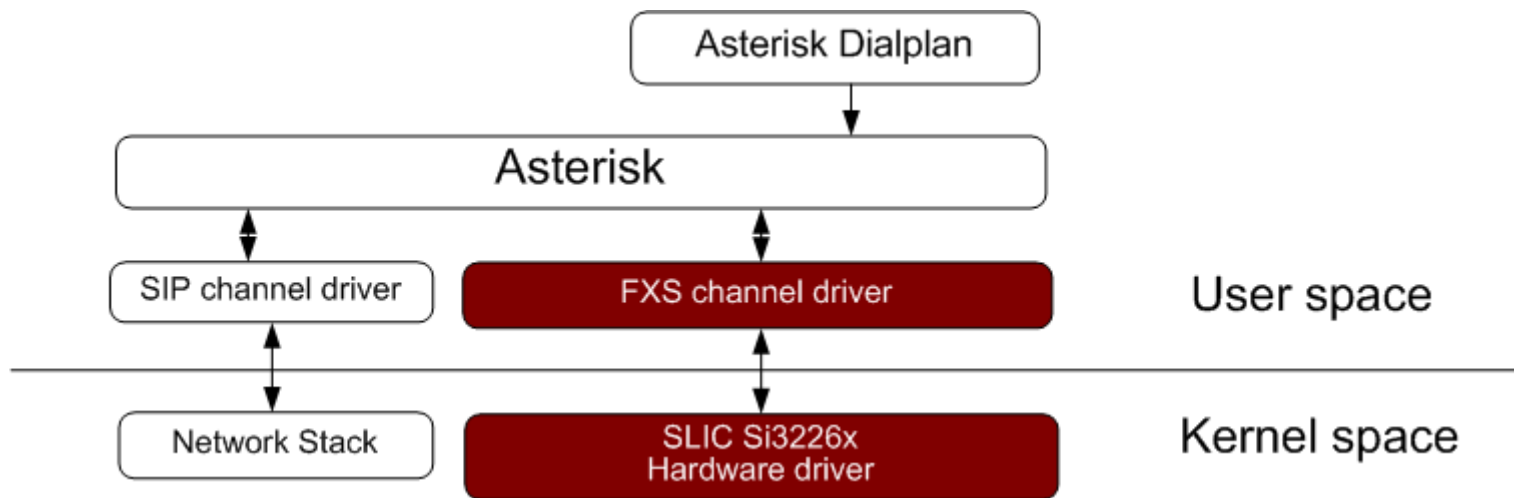 Asterisk Dialplan
Asterisk
SIP channel driver
FXS channel driver
User space
Network Stack
SLIC Si3226x
Hardware driver
Kernel space